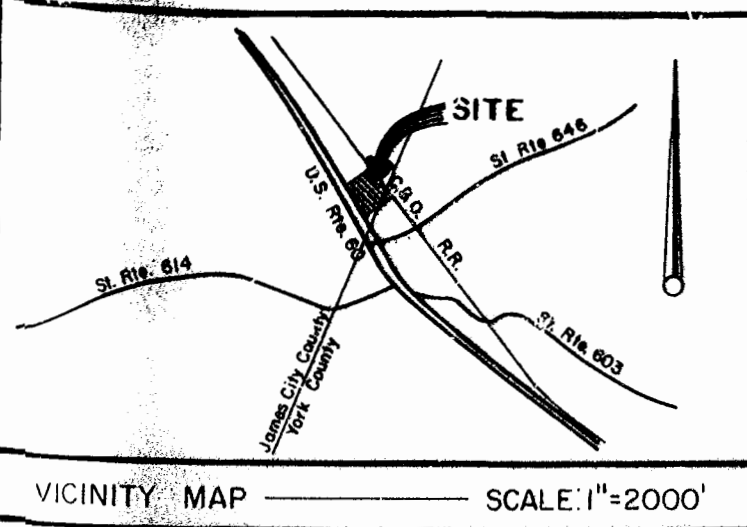 SITE
St. Rte 646
U.S. Rte. 60
C.&O. R.R.
St. Rte. 614
St. Rte. 603
James City County
York County
VICINITY MAP SCALE: 1"=2000'